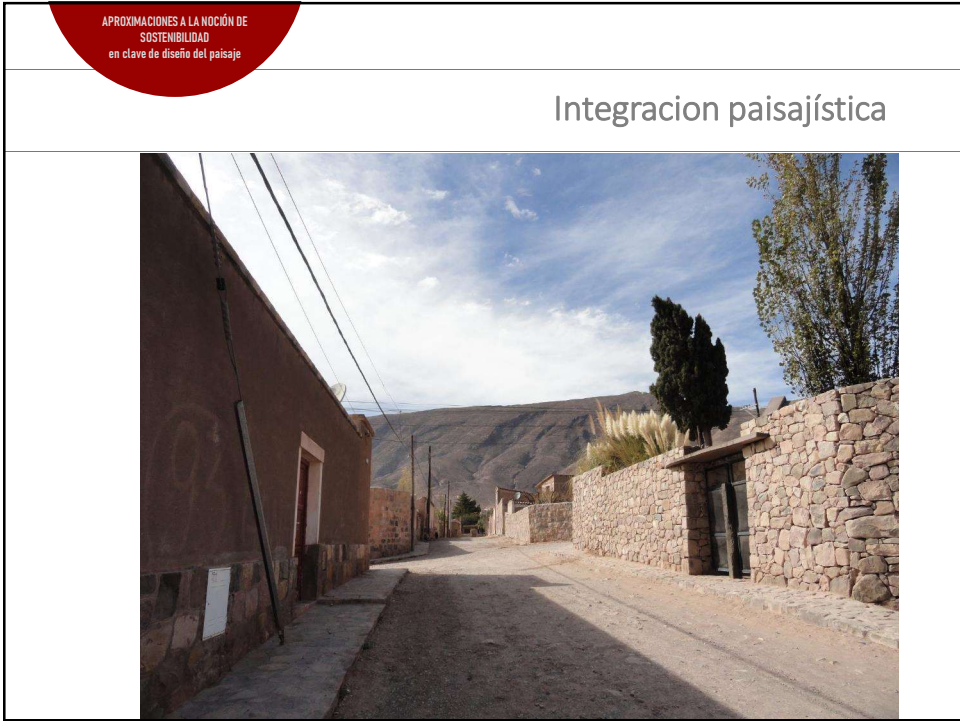 APROXIMACIONES A LA NOCIÓN DE
SOSTENIBILIDAD
en clave de diseño del paisaje
Integracion paisajística